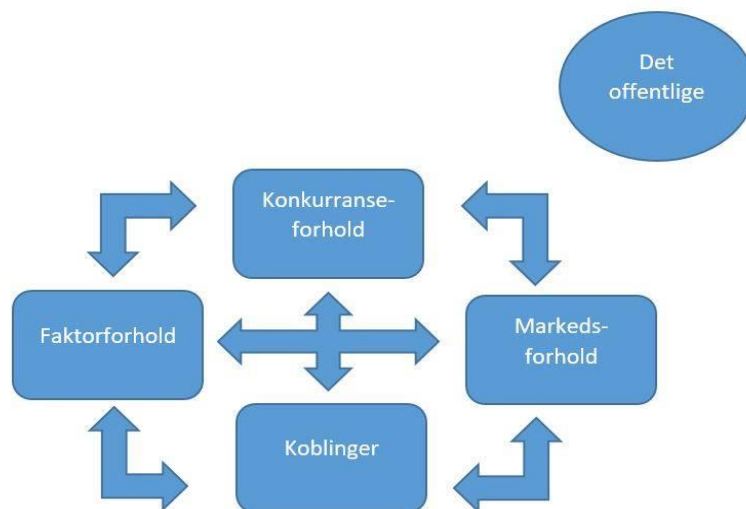 Det
offentlige
Konkurranse-
forhold
Faktorforhold
Markeds-
forhold
Koblinger